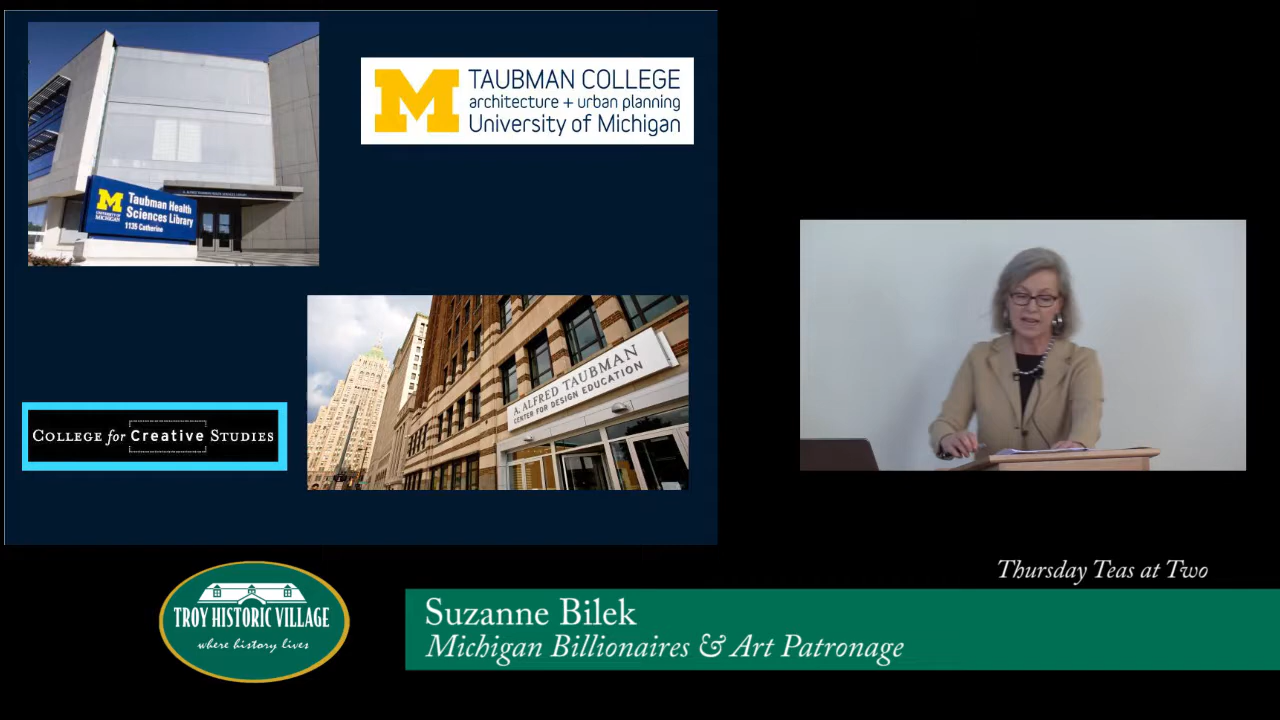 TAUBMAN COLLEGE
architecture + urban planning
University of Michigan
M
UNIVERSITY OF
MICHIGAN
Taubman Health
Sciences Library
1135 Catherine
A. ALFRED TAUBMAN
CENTER FOR DESIGN EDUCATION
COLLEGE for Creative STUDIES
Thursday Teas at Two
TROY HISTORIC VILLAGE
where history lives
Suzanne Bilek
Michigan Billionaires & Art Patronage